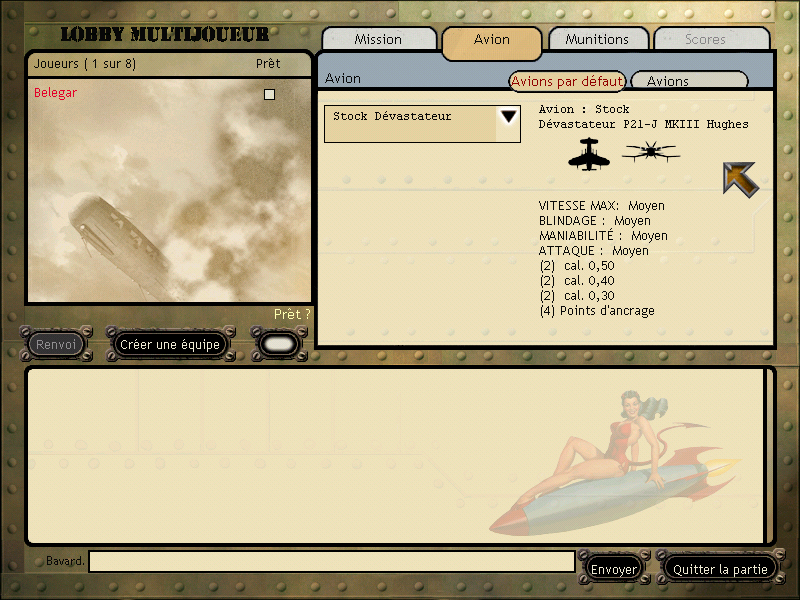 LOBBY MULTIJOUEUR
Mission
Avion
Munitions
Scores
Joueurs ( 1 sur 8)
Prêt
Belegar
Avion
Avions par défaut
Avions
Stock Dévastateur
Avion : Stock
Dévastateur P21-J MKIII Hughes
VITESSE MAX: Moyen
BLINDAGE : Moyen
MANIABILITÉ : Moyen
ATTAQUE : Moyen
(2) cal. 0,50
(2) cal. 0,40
(2) cal. 0,30
(4) Points d'ancrage
Prêt ?
Renvoi
Créer une équipe
Bavard.
Envoyer
Quitter la partie